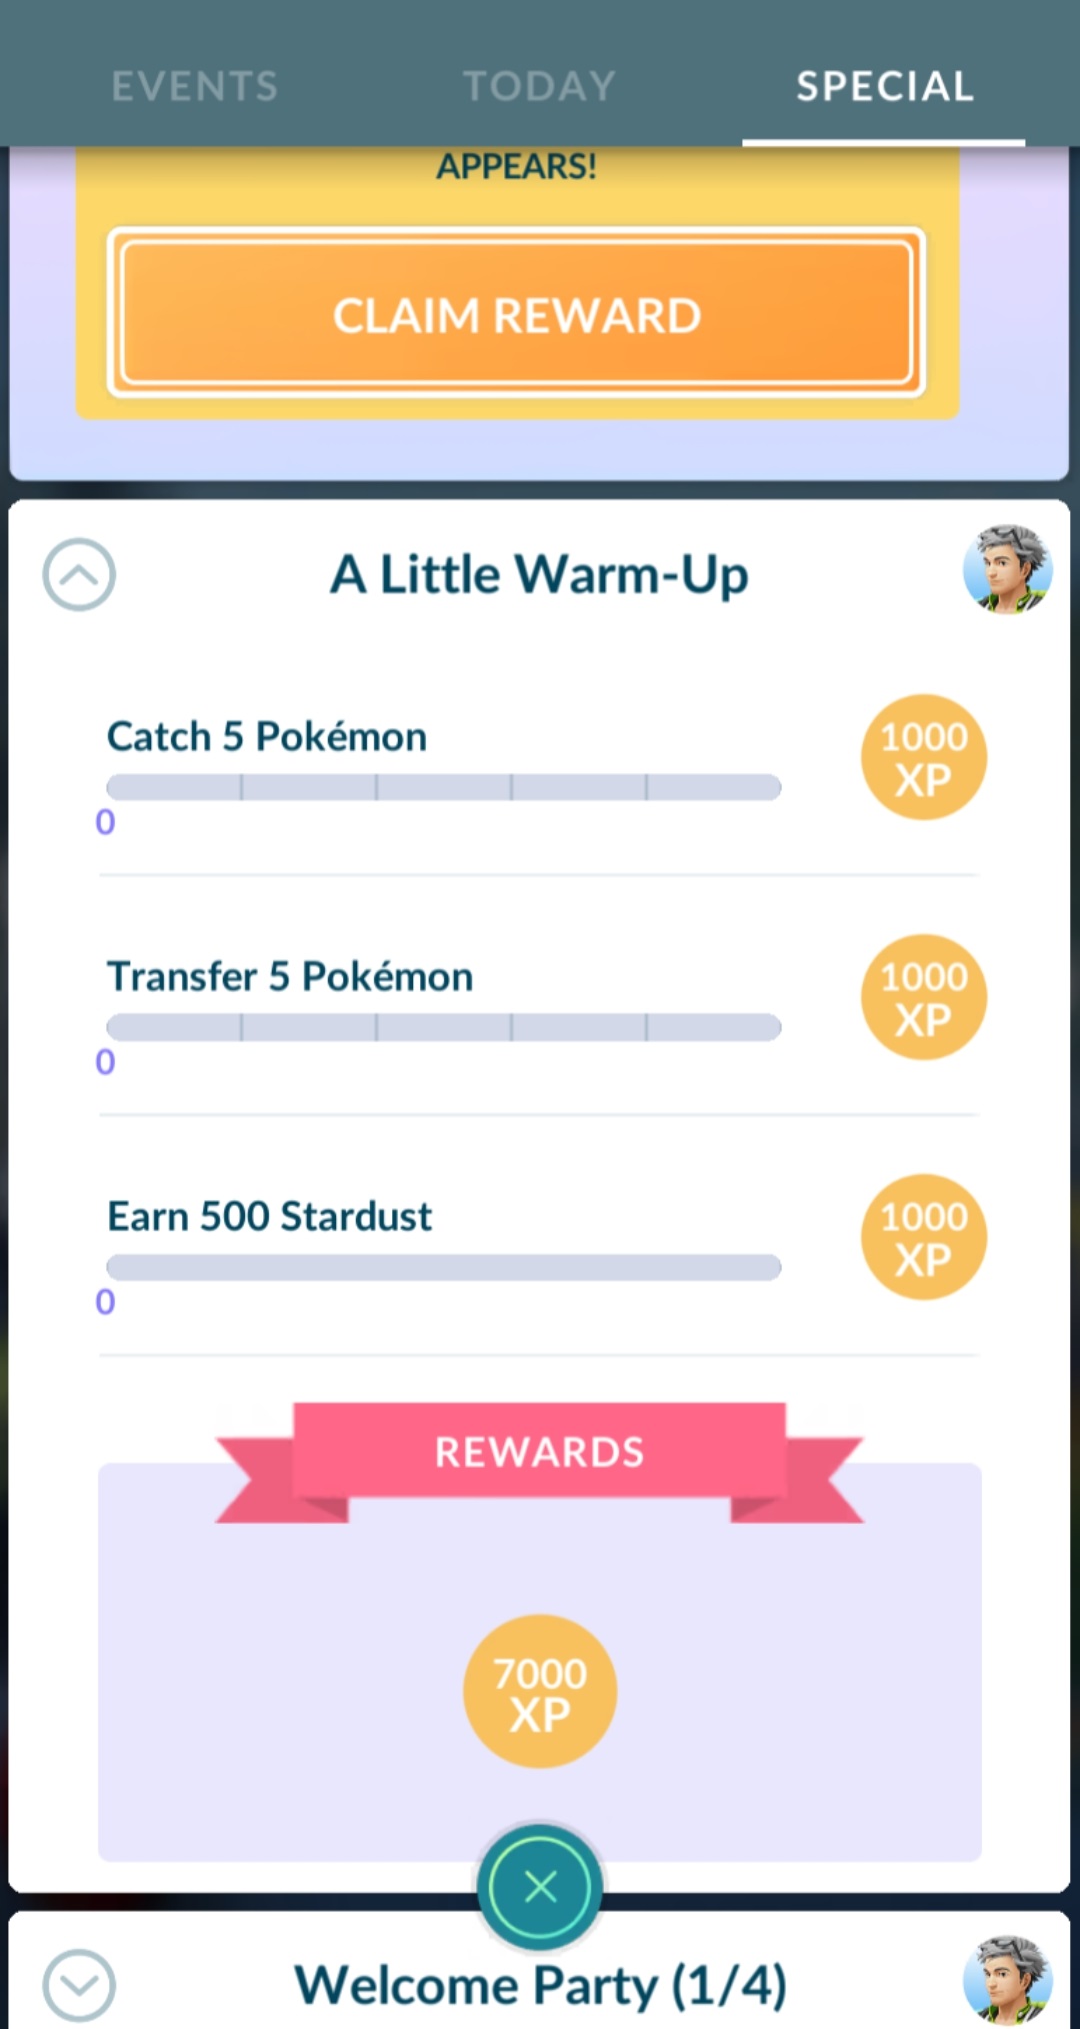 EVENTS
TODAY
SPECIAL
APPEARS!
CLAIM REWARD
A Little Warm-Up
Catch 5 Pokémon
1000
XP
0
Transfer 5 Pokémon
1000
XP
0
Earn 500 Stardust
1000
XP
0
REWARDS
7000
XP
Welcome Party (1/4)